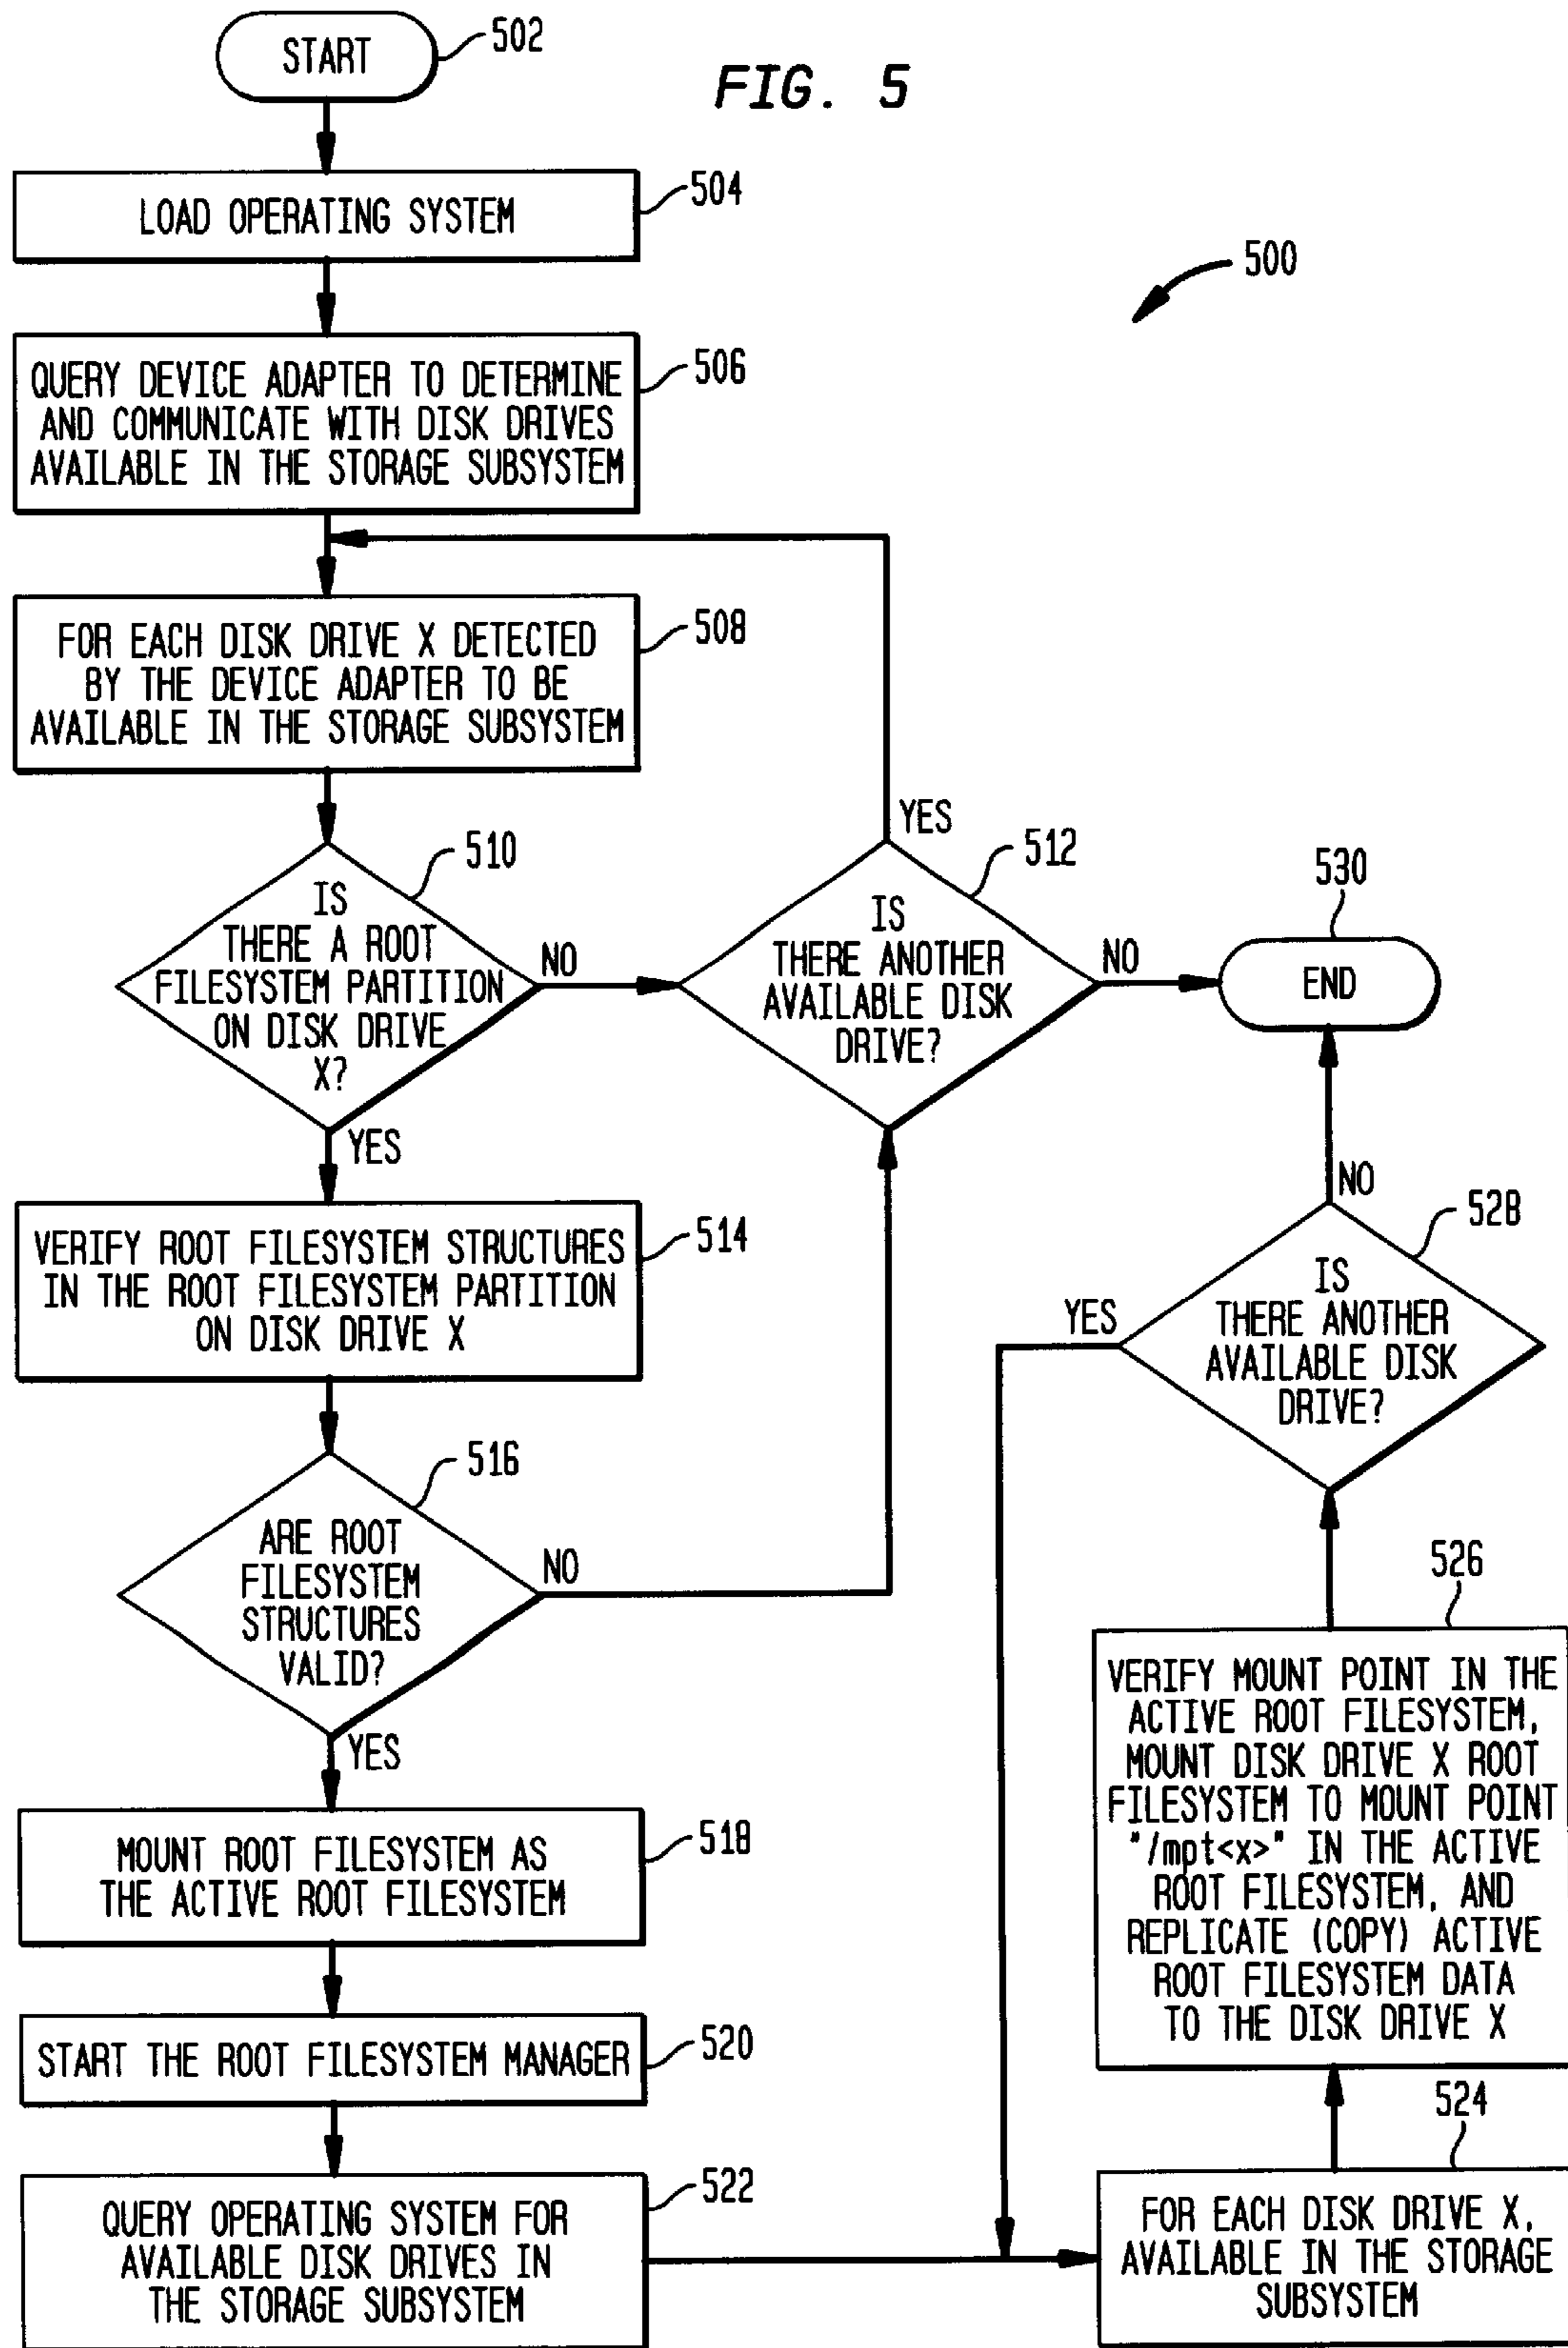 START
502
FIG. 5
LOAD OPERATING SYSTEM
504
500
QUERY DEVICE ADAPTER TO DETERMINE
AND COMMUNICATE WITH DISK DRIVES
AVAILABLE IN THE STORAGE SUBSYSTEM
506
FOR EACH DISK DRIVE X DETECTED
BY THE DEVICE ADAPTER TO BE
AVAILABLE IN THE STORAGE SUBSYSTEM
508
510
IS
THERE A ROOT
FILESYSTEM PARTITION
ON DISK DRIVE
X?
NO
YES
YES
512
IS
THERE ANOTHER
AVAILABLE DISK
DRIVE?
NO
530
END
VERIFY ROOT FILESYSTEM STRUCTURES
IN THE ROOT FILESYSTEM PARTITION
ON DISK DRIVE X
514
516
ARE ROOT
FILESYSTEM
STRUCTURES
VALID?
NO
YES
MOUNT ROOT FILESYSTEM AS
THE ACTIVE ROOT FILESYSTEM
518
START THE ROOT FILESYSTEM MANAGER
520
QUERY OPERATING SYSTEM FOR
AVAILABLE DISK DRIVES IN
THE STORAGE SUBSYSTEM
522
NO
528
IS
THERE ANOTHER
AVAILABLE DISK
DRIVE?
YES
526
VERIFY MOUNT POINT IN THE
ACTIVE ROOT FILESYSTEM,
MOUNT DISK DRIVE X ROOT
FILESYSTEM TO MOUNT POINT
"/mpt<x>" IN THE ACTIVE
ROOT FILESYSTEM, AND
REPLICATE (COPY) ACTIVE
ROOT FILESYSTEM DATA
TO THE DISK DRIVE X
524
FOR EACH DISK DRIVE X,
AVAILABLE IN THE STORAGE
SUBSYSTEM